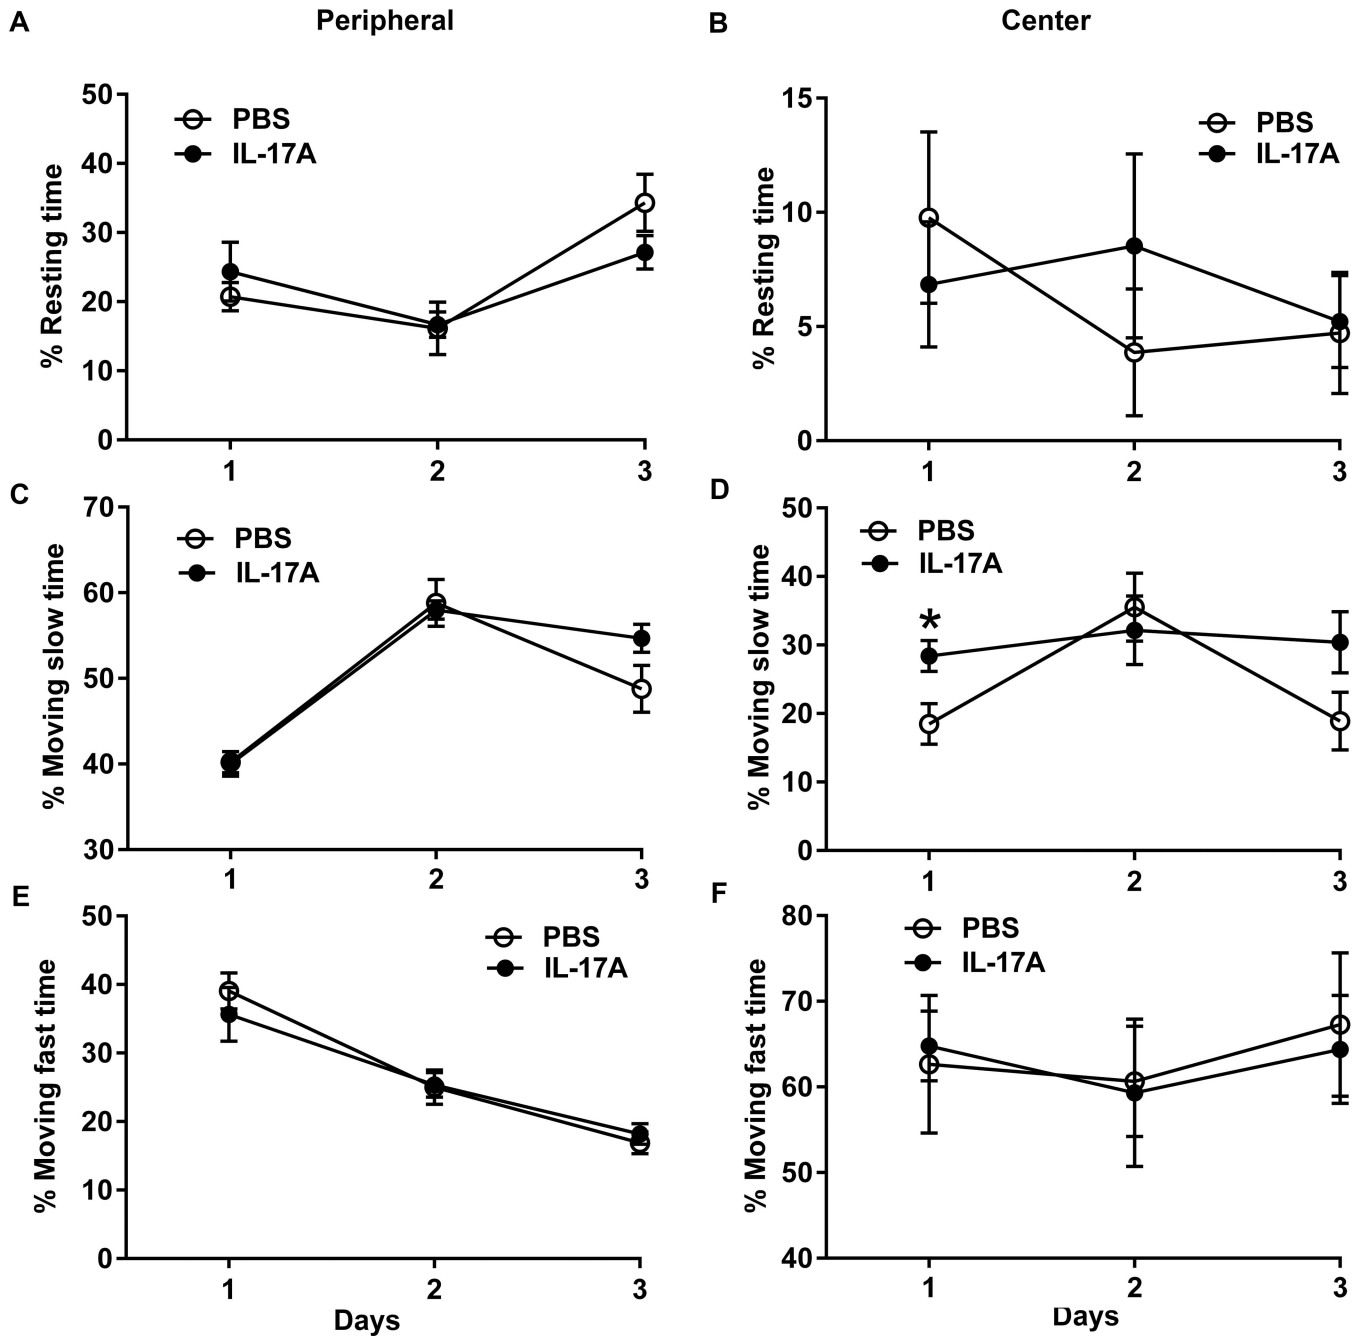 A Peripheral
B Center
% Resting time
50
40
30
20
10
0
PBS
IL-17A
1 2 3
% Resting time
15
10
5
0
PBS
IL-17A
1 2 3
C
% Moving slow time
70
60
50
40
30
PBS
IL-17A
1 2 3
D
% Moving slow time
50
40
30
20
10
0
PBS
IL-17A
*
1 2 3
E
% Moving fast time
50
40
30
20
10
0
PBS
IL-17A
1 2 3
Days
F
% Moving fast time
80
70
60
50
40
PBS
IL-17A
1 2 3
Days